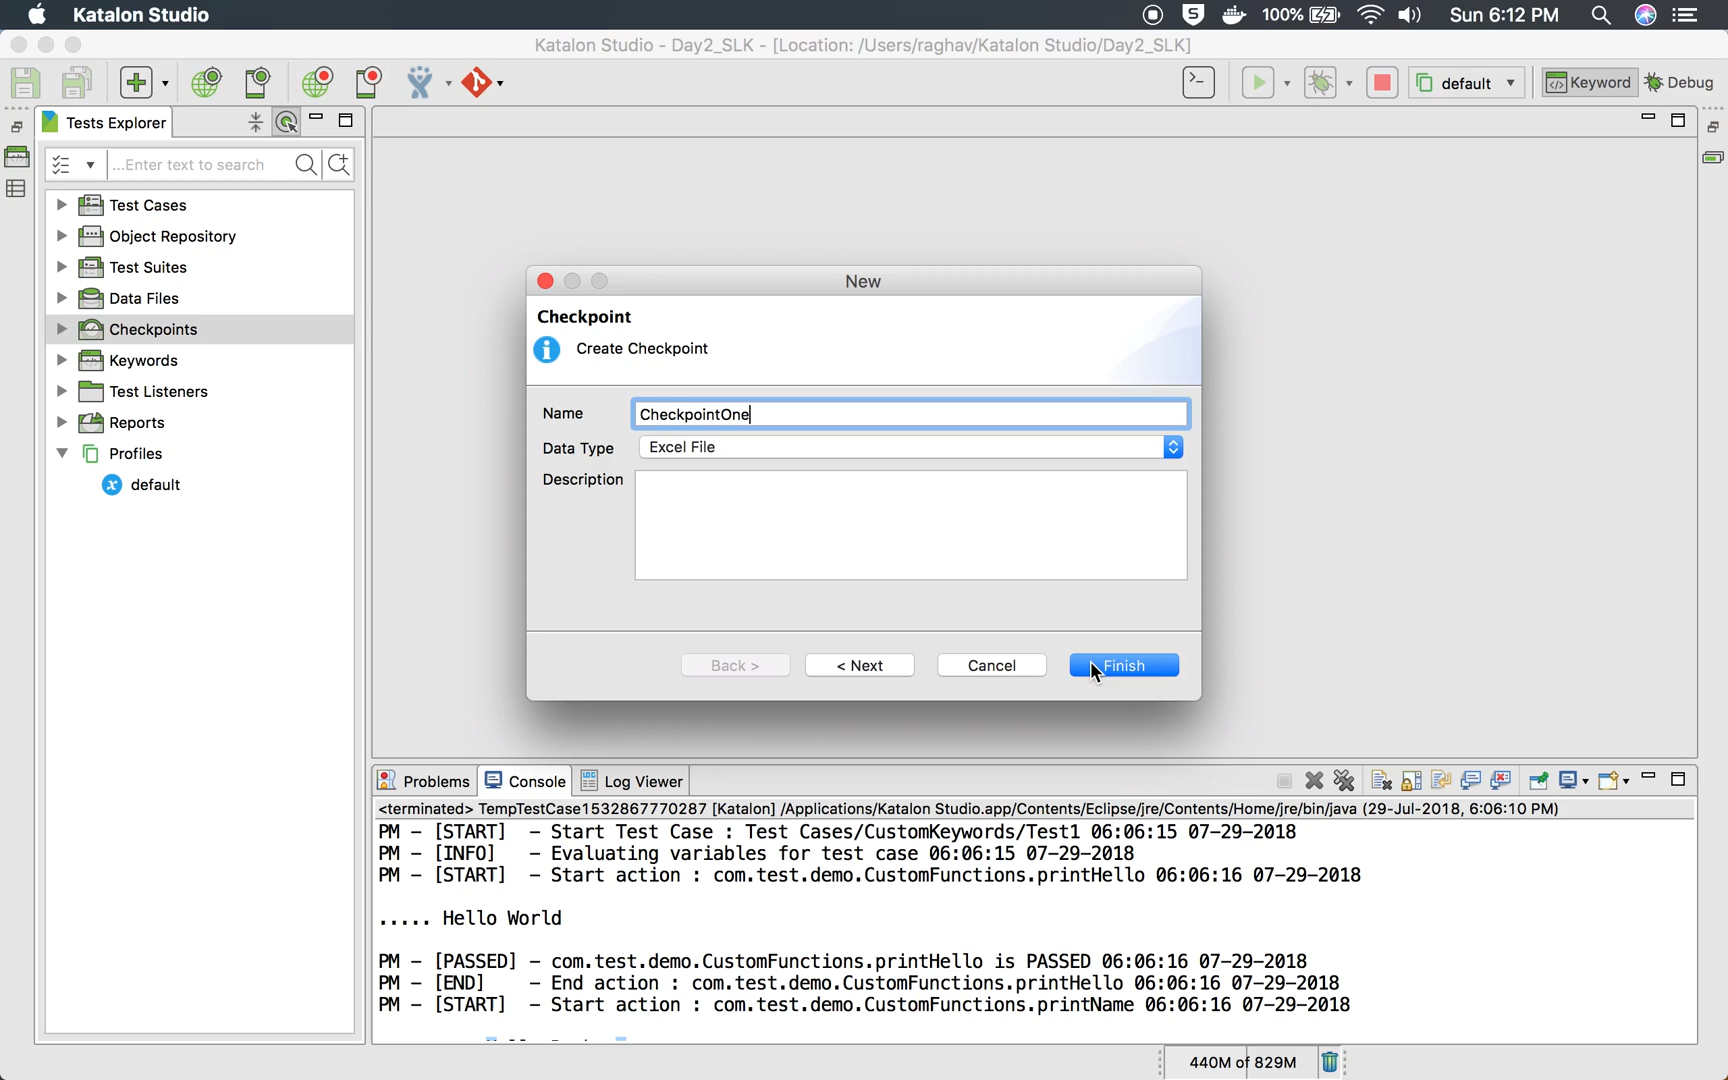 Katalon Studio
S
100%
Sun 6:12 PM
Katalon Studio - Day2_SLK - [Location: /Users/raghav/Katalon Studio/Day2_SLK]
default
Keyword
Debug
Tests Explorer
...Enter text to search
Test Cases
Object Repository
Test Suites
Data Files
Checkpoints
Keywords
Test Listeners
Reports
Profiles
default
New
Checkpoint
Create Checkpoint
Name
CheckpointOne
Data Type
Excel File
Description
Back >
< Next
Cancel
Finish
Problems
Console
Log Viewer
<terminated> TempTestCase1532867770287 [Katalon] /Applications/Katalon Studio.app/Contents/Eclipse/jre/Contents/Home/jre/bin/java (29-Jul-2018, 6:06:10 PM)
PM - [START]  - Start Test Case : Test Cases/CustomKeywords/Test1 06:06:15 07-29-2018
PM - [INFO]   - Evaluating variables for test case 06:06:15 07-29-2018
PM - [START]  - Start action : com.test.demo.CustomFunctions.printHello 06:06:16 07-29-2018
..... Hello World
PM - [PASSED] - com.test.demo.CustomFunctions.printHello is PASSED 06:06:16 07-29-2018
PM - [END]    - End action : com.test.demo.CustomFunctions.printHello 06:06:16 07-29-2018
PM - [START]  - Start action : com.test.demo.CustomFunctions.printName 06:06:16 07-29-2018
440M of 829M